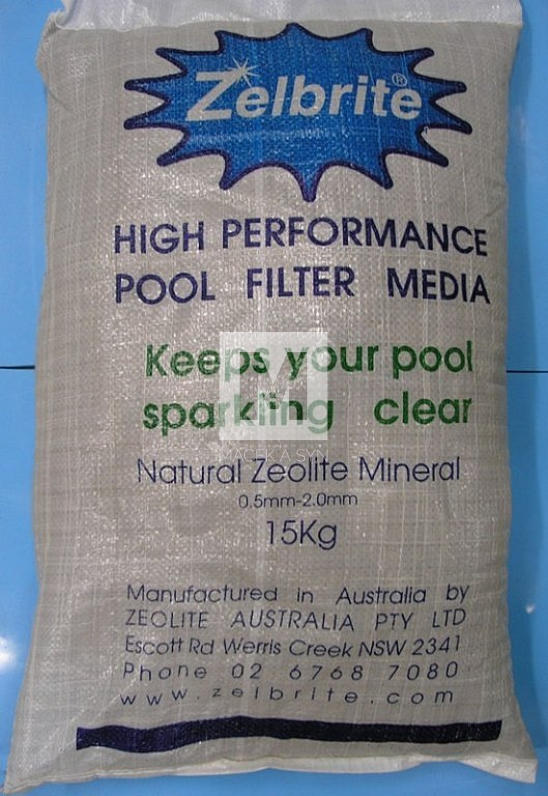 Zelbrite®
HIGH PERFORMANCE
POOL FILTER MEDIA
Keeps your pool
sparkling clear
Natural Zeolite Mineral
0.5mm-2.0mm
15Kg
Manufactured in Australia by
ZEOLITE AUSTRALIA PTY LTD
Escott Rd Werris Creek NSW 2341
Phone 02 6768 7080
www.zelbrite.com